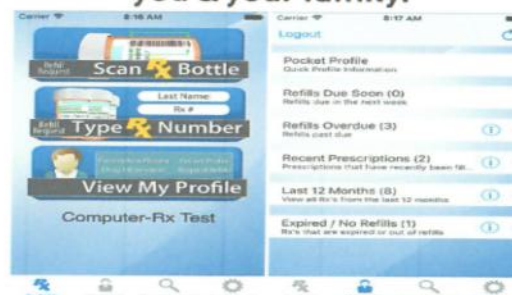 you & your family.
Carrier 8:16 AM
Refill Request Scan Rx Bottle
Last Name
Rx #
Refill Request Type Rx Number
View My Profile
Computer-Rx Test
Carrier 8:17 AM
Logout
Pocket Profile
Quick Profile Information
Refills Due Soon (0)
Refills due in the next week
Refills Overdue (3)
Refills past due
Recent Prescriptions (2)
Prescriptions that have recently been fill...
Last 12 Months (8)
View all Rx's from the last 12 months
Expired / No Refills (1)
Rx's that are expired or out of refills